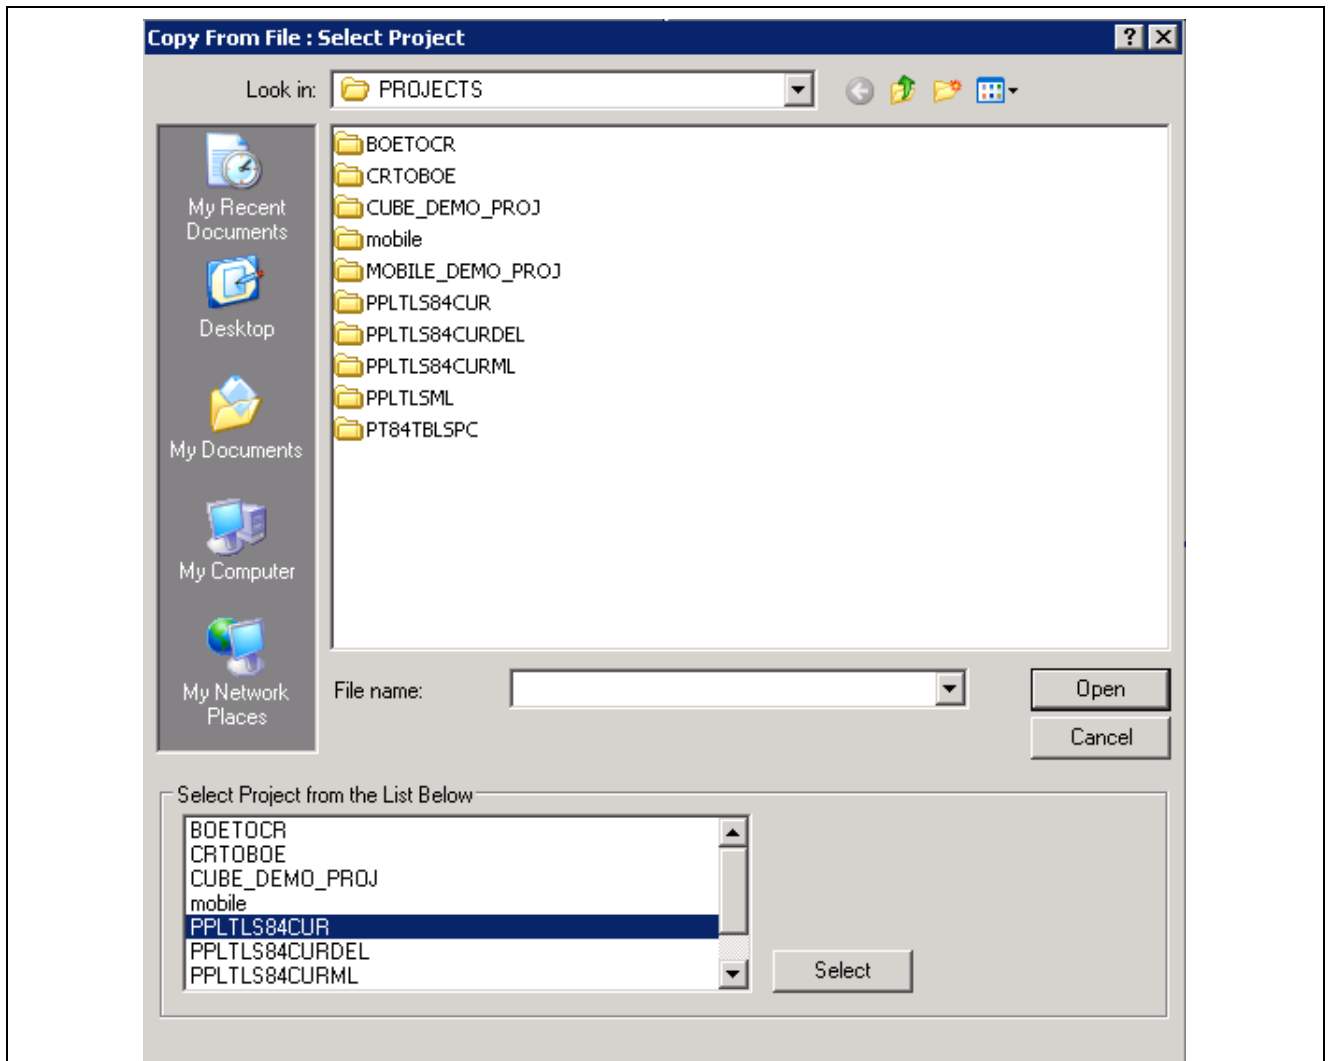 Copy From File : Select Project
Look in: PROJECTS
My Recent
Documents
Desktop
My Documents
My Computer
My Network
Places
BOETOCR
CRTOBOE
CUBE_DEMO_PROJ
mobile
MOBILE_DEMO_PROJ
PPLTLS84CUR
PPLTLS84CURDEL
PPLTLS84CURML
PPLTLSML
PT84TBLSPC
File name:
Open
Cancel
Select Project from the List Below
BOETOCR
CRTOBOE
CUBE_DEMO_PROJ
mobile
PPLTLS84CUR
PPLTLS84CURDEL
PPLTLS84CURML
Select